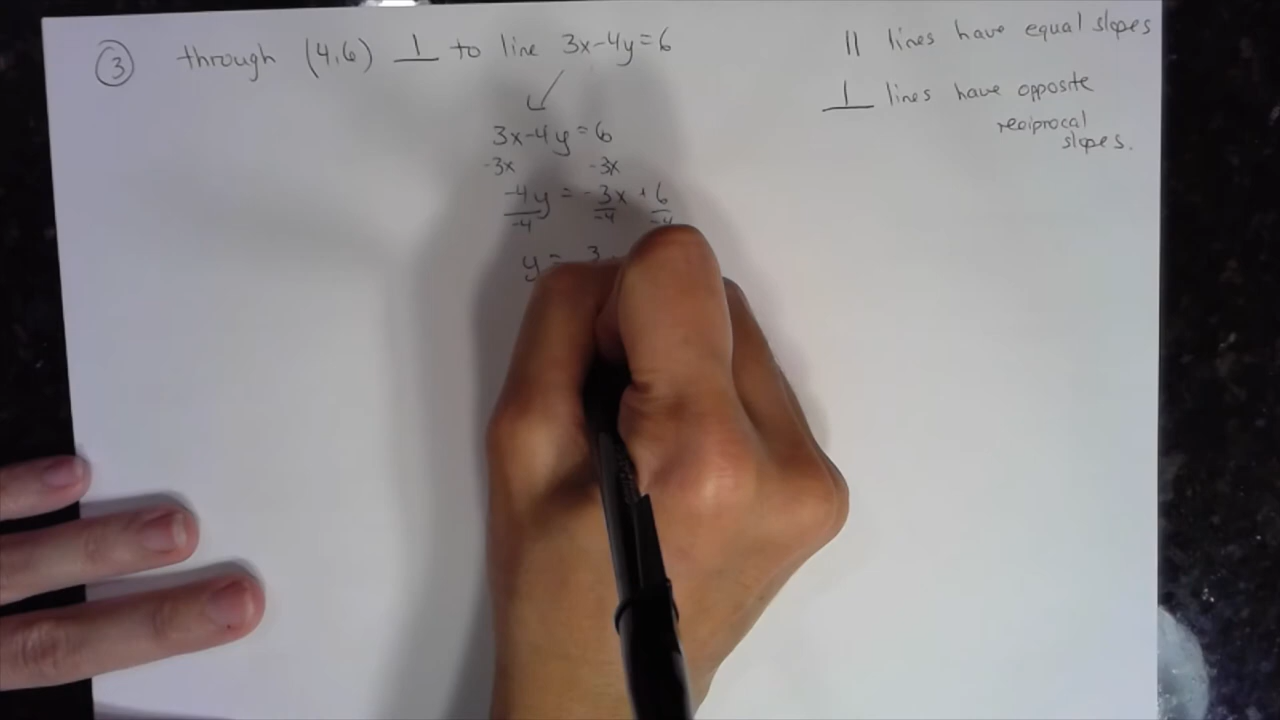 ③ through (4,6) ⊥ to line 3x-4y=6
|| lines have equal slopes
⊥ lines have opposite
reciprocal
slopes.
3x-4y=6
-3x -3x
-4y = -3x + 6
-4 -4 -4
y = 3